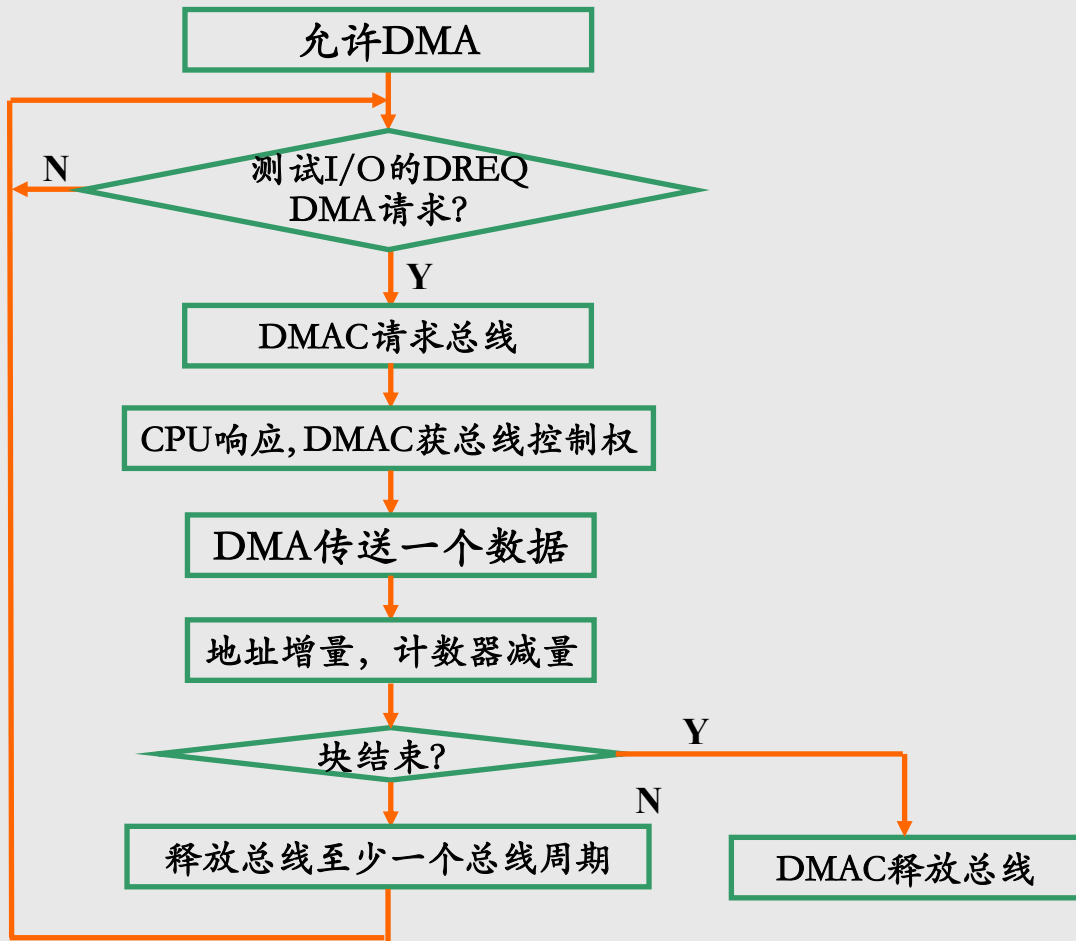 允许DMA
N
测试I/O的DREQ
DMA请求?
Y
DMAC请求总线
CPU响应,DMAC获总线控制权
DMA传送一个数据
地址增量，计数器减量
块结束?
Y
N
释放总线至少一个总线周期
DMAC释放总线